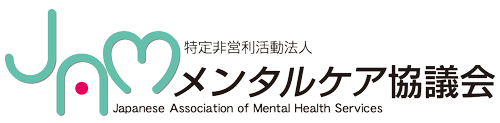 JAM
特定非営利活動法人
メンタルケア協議会
Japanese Association of Mental Health Services